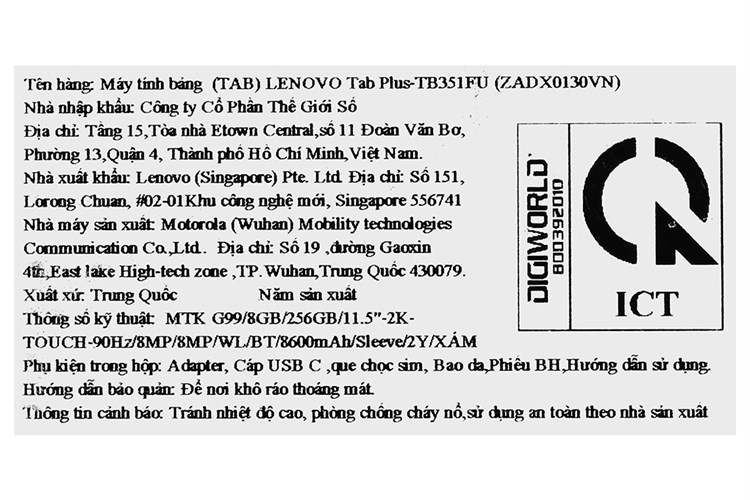 Tên hàng: Máy tính bảng (TAB) LENOVO Tab Plus-TB351FU (ZADX0130VN)
Nhà nhập khẩu: Công ty Cổ Phần Thế Giới Số
Địa chỉ: Tầng 15,Tòa nhà Etown Central,số 11 Đoàn Văn Bơ,
Phường 13,Quận 4, Thành phố Hồ Chí Minh,Việt Nam.
Nhà xuất khẩu: Lenovo (Singapore) Pte. Ltd. Địa chỉ: Số 151,
Lorong Chuan, #02-01Khu công nghệ mới, Singapore 556741
Nhà máy sản xuất: Motorola (Wuhan) Mobility technologies
Communication Co.,Ltd.. Địa chỉ: Số 19 ,đường Gaoxin
4th,East lake High-tech zone ,TP.Wuhan,Trung Quốc 430079.
Xuất xứ: Trung Quốc Năm sản xuất
Thông số kỹ thuật: MTK G99/8GB/256GB/11.5"-2K-
TOUCH-90Hz/8MP/8MP/WL/BT/8600mAh/Sleeve/2Y/XÁM
Phụ kiện trong hộp: Adapter, Cáp USB C ,que chọc sim, Bao da,Phiếu BH,Hướng dẫn sử dụng.
Hướng dẫn bảo quản: Để nơi khô ráo thoáng mát.
Thông tin cảnh báo: Tránh nhiệt độ cao, phòng chống cháy nổ,sử dụng an toàn theo nhà sản xuất
DIGIWORLD
B00392010
ICT